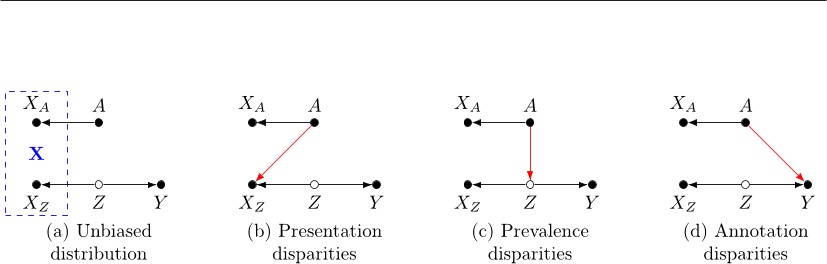 X_A A X_A A X_A A X_A A
X
X_Z Z Y X_Z Z Y X_Z Z Y X_Z Z Y
(a) Unbiased distribution
(b) Presentation disparities
(c) Prevalence disparities
(d) Annotation disparities